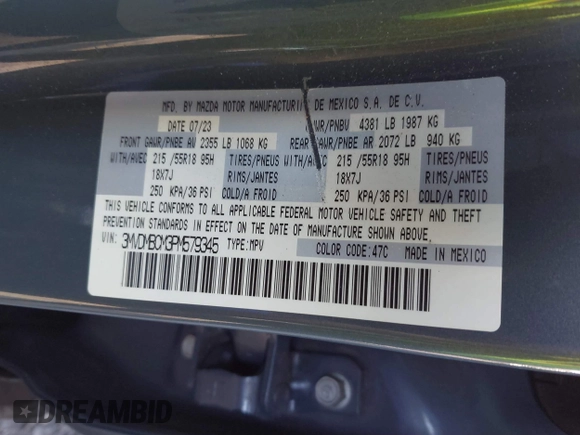 MFD. BY MAZDA MOTOR MANUFACTURING DE MEXICO S.A. DE C.V.
DATE 07/23 GVWR/PNBV 4381 LB 1987 KG
FRONT GAWR/PNBE AV 2355 LB 1068 KG REAR GAWR/PNBE AR 2072 LB 940 KG
WITH/AVEC 215 /55R18 95H TIRES/PNEUS WITH/AVEC 215 /55R18 95H TIRES/PNEUS
18X7J RIMS/JANTES 18X7J RIMS/JANTES
250 KPA/36 PSI COLD/A FROID 250 KPA/36 PSI COLD/A FROID
THIS VEHICLE CONFORMS TO ALL APPLICABLE FEDERAL MOTOR VEHICLE SAFETY AND THEFT
PREVENTION STANDARDS IN EFFECT ON THE DATE OF MANUFACTURE SHOWN ABOVE.
VIN: 3MVDMBCM3PM579345 TYPE:MPV
COLOR CODE:47C MADE IN MEXICO
DREAMBID